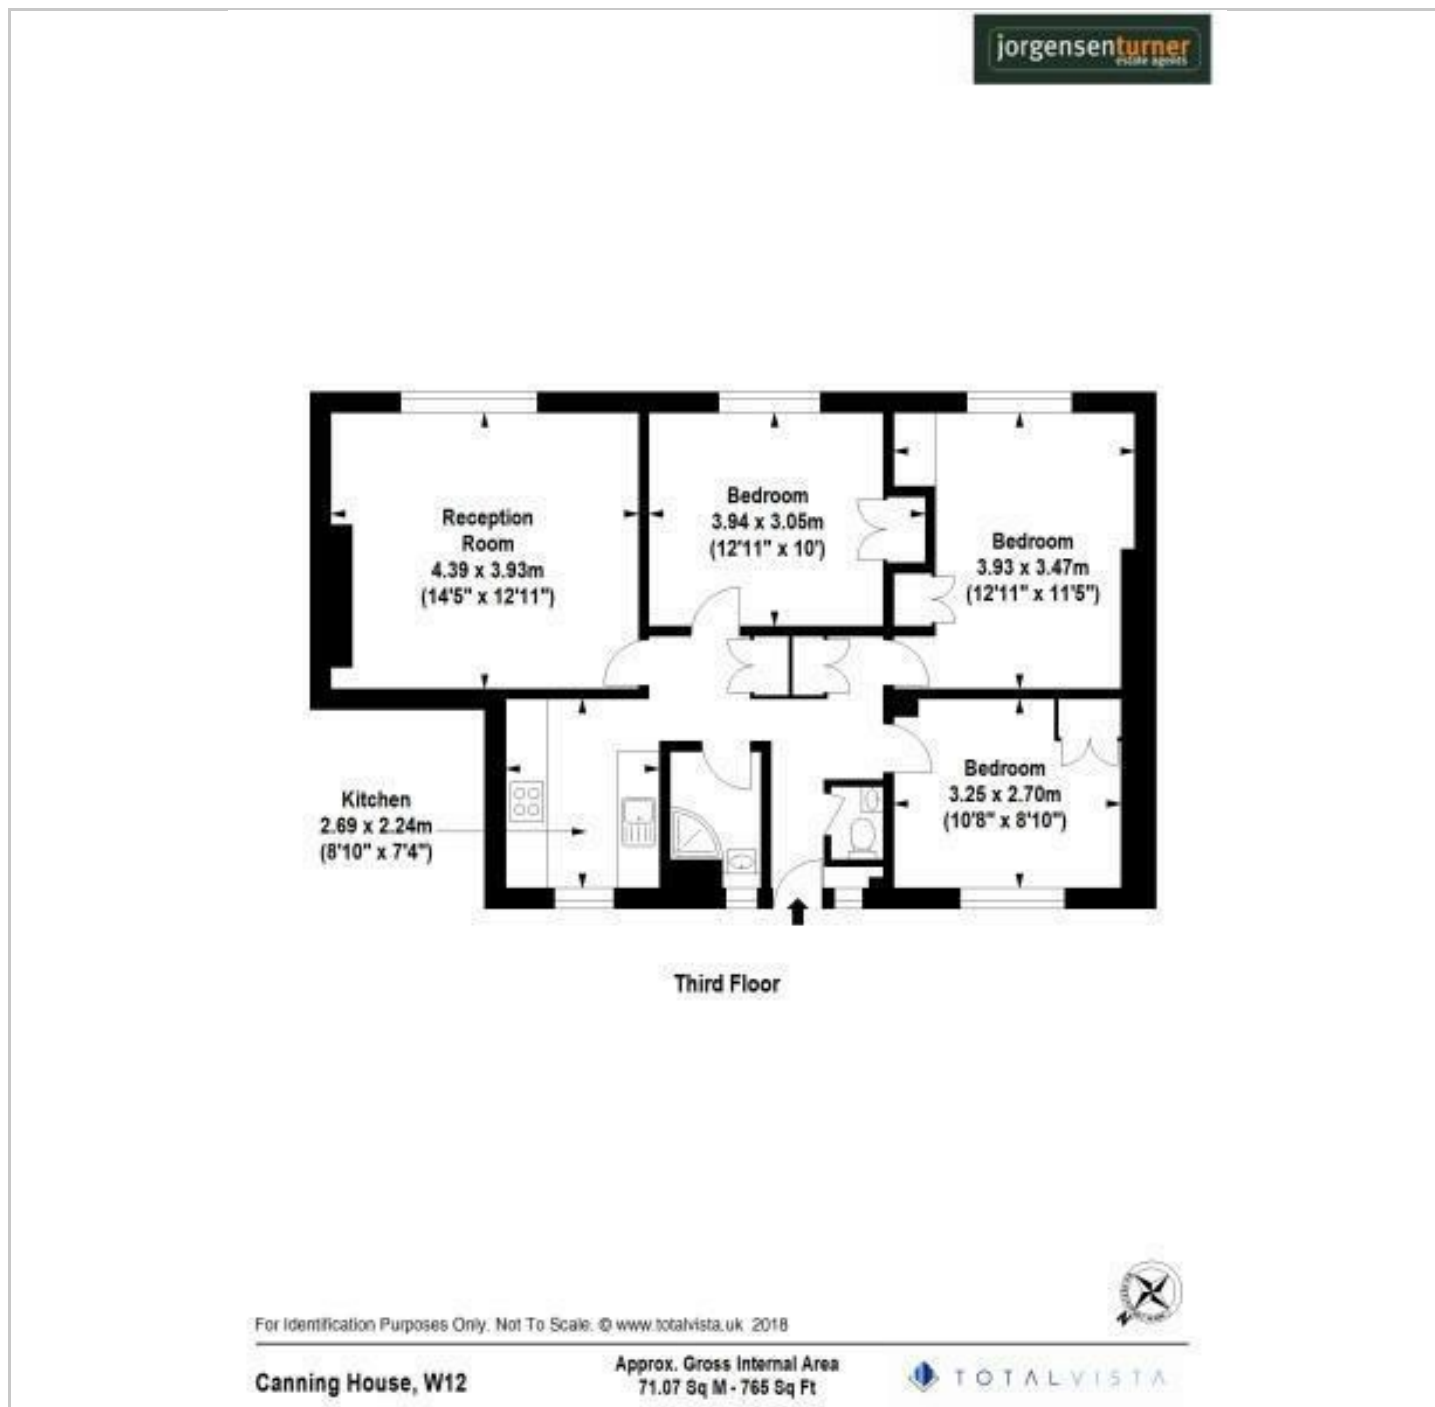 jorgensenturner
estate agents
Reception
Room
4.39 x 3.93m
(14'5" x 12'11")
Bedroom
3.94 x 3.05m
(12'11" x 10')
Bedroom
3.93 x 3.47m
(12'11" x 11'5")
Kitchen
2.69 x 2.24m
(8'10" x 7'4")
Bedroom
3.25 x 2.70m
(10'8" x 8'10")
Third Floor
N
For Identification Purposes Only. Not To Scale. © www.totalvista.uk 2018
Canning House, W12
Approx. Gross Internal Area
71.07 Sq M - 765 Sq Ft
TOTALVISTA